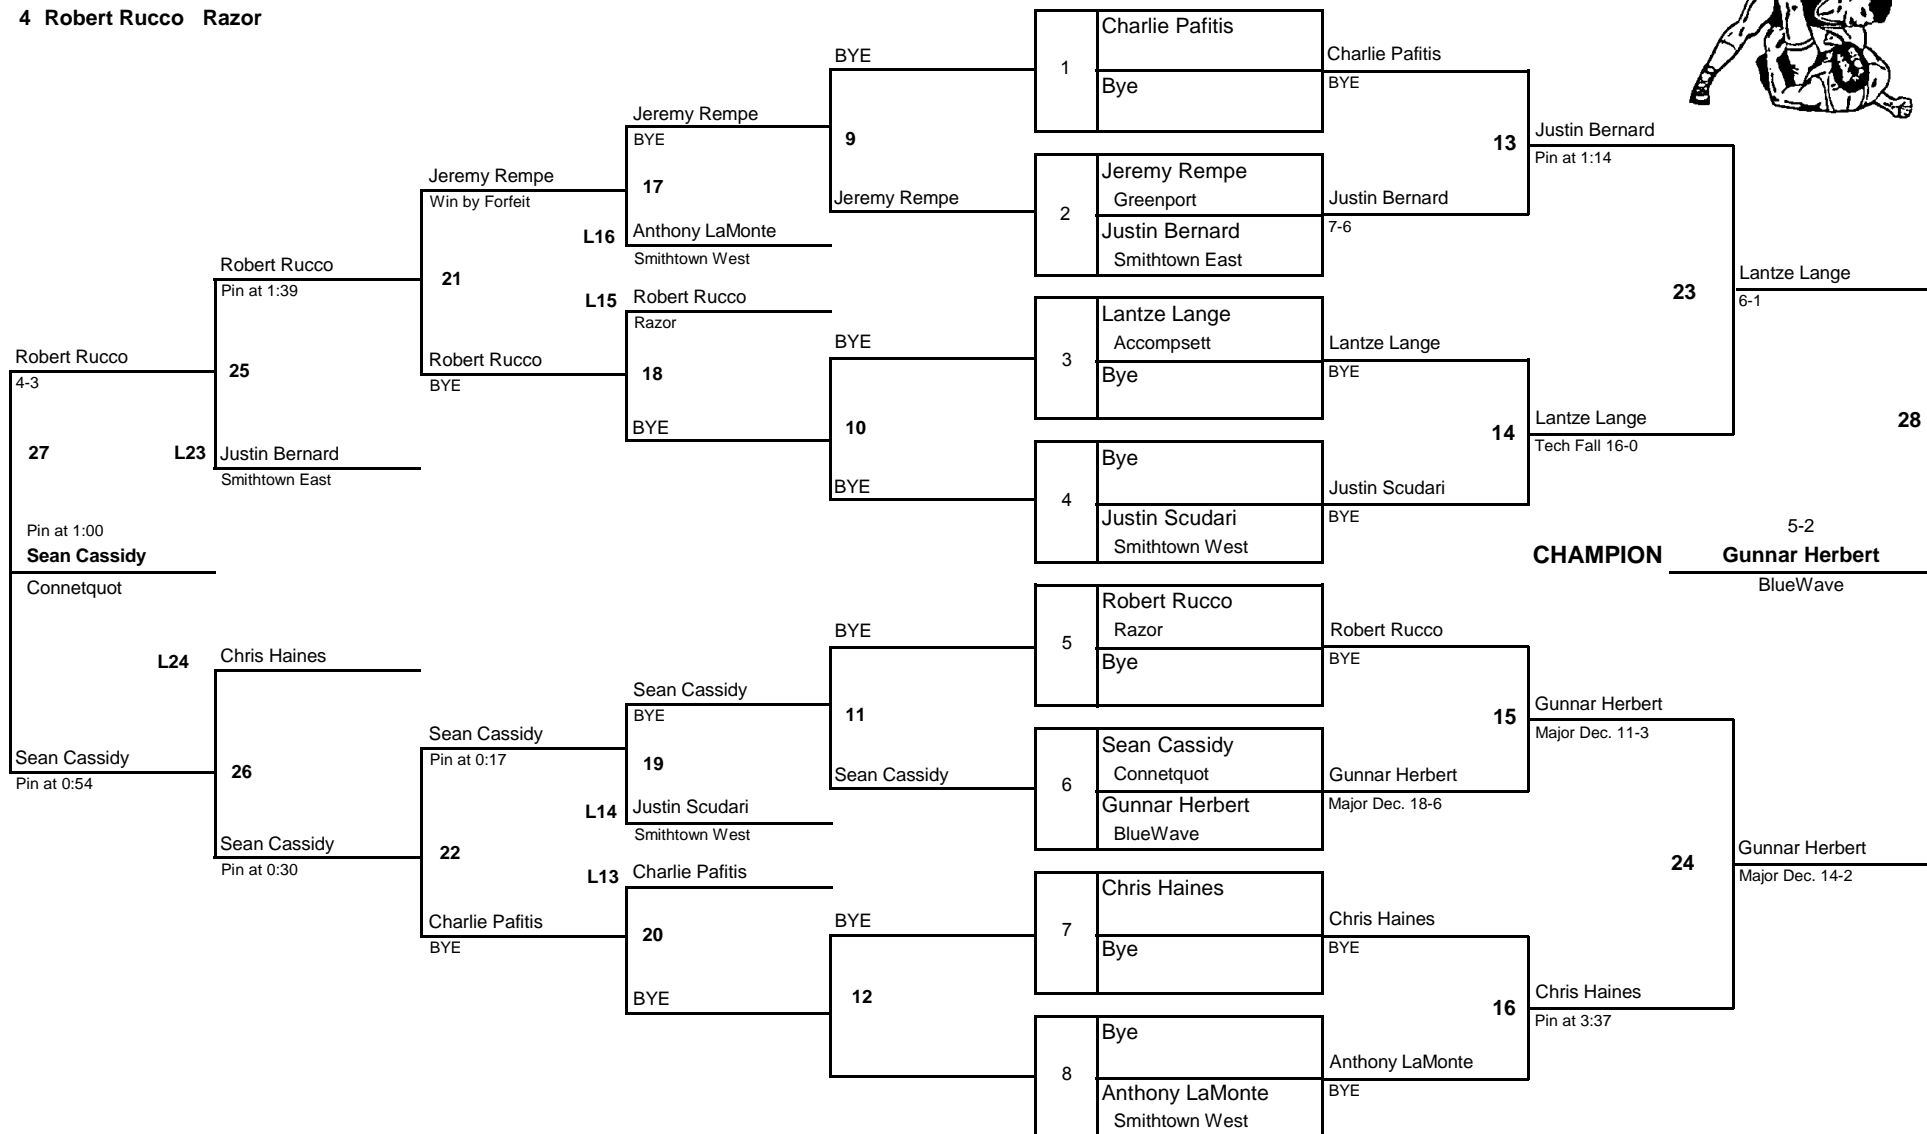 4 Robert Rucco Razor
BYE
1
Charlie Pafitis
Bye
Charlie Pafitis
BYE
Jeremy Rempe
BYE
9
13
Justin Bernard
Pin at 1:14
Jeremy Rempe
Win by Forfeit
17
Jeremy Rempe
2
Jeremy Rempe
Greenport
Justin Bernard
Smithtown East
Justin Bernard
7-6
L16
Anthony LaMonte
Smithtown West
Robert Rucco
Pin at 1:39
21
L15
Robert Rucco
Razor
23
Lantze Lange
6-1
BYE
3
Lantze Lange
Accompsett
Bye
Lantze Lange
BYE
Robert Rucco
4-3
25
Robert Rucco
BYE
18
BYE
10
14
Lantze Lange
Tech Fall 16-0
28
27
L23
Justin Bernard
Smithtown East
BYE
4
Bye
Justin Scudari
Smithtown West
Justin Scudari
BYE
Pin at 1:00
Sean Cassidy
Connetquot
5-2
CHAMPION
Gunnar Herbert
BlueWave
BYE
5
Robert Rucco
Razor
Bye
Robert Rucco
BYE
L24
Chris Haines
Sean Cassidy
BYE
11
15
Gunnar Herbert
Major Dec. 11-3
Sean Cassidy
Pin at 0:54
26
Sean Cassidy
Pin at 0:17
19
Sean Cassidy
6
Sean Cassidy
Connetquot
Gunnar Herbert
BlueWave
Gunnar Herbert
Major Dec. 18-6
L14
Justin Scudari
Smithtown West
Sean Cassidy
Pin at 0:30
22
L13
Charlie Pafitis
24
Gunnar Herbert
Major Dec. 14-2
Charlie Pafitis
BYE
20
BYE
7
Chris Haines
Bye
Chris Haines
BYE
BYE
12
16
Chris Haines
Pin at 3:37
8
Bye
Anthony LaMonte
Smithtown West
Anthony LaMonte
BYE